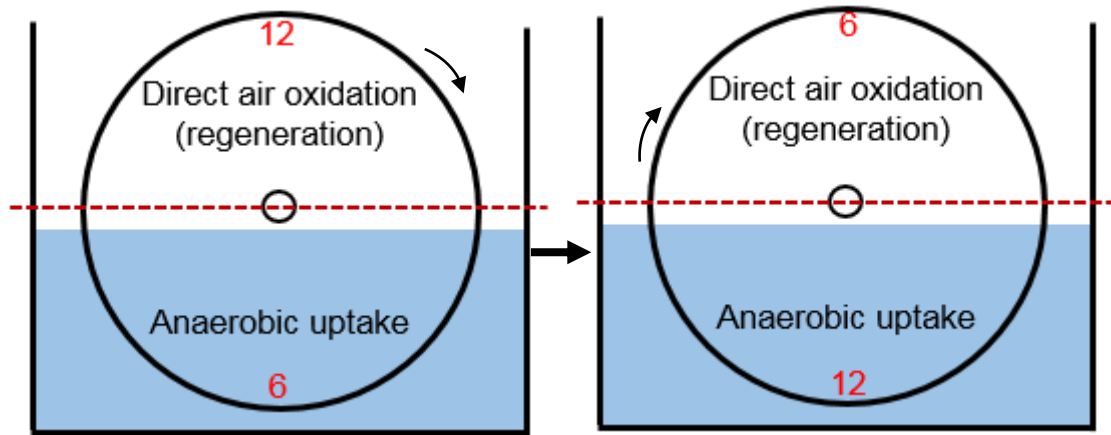 12
Direct air oxidation
(regeneration)
Anaerobic uptake
6
6
Direct air oxidation
(regeneration)
Anaerobic uptake
12